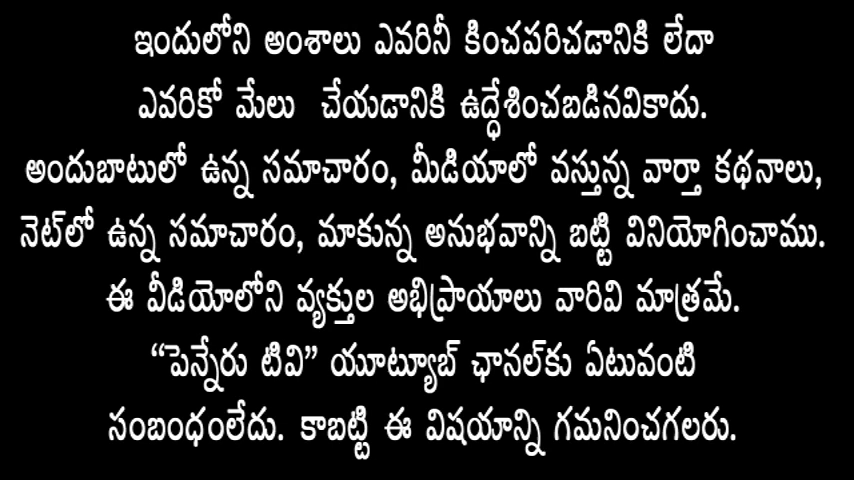 ఇందులోని అంశాలు ఎవరినీ కించపరిచడానికి లేదా
ఎవరికో మేలు చేయడానికి ఉద్ధేశించబడినవికాదు.
అందుబాటులో ఉన్న సమాచారం, మీడియాలో వస్తున్న వార్తా కథనాలు,
నెట్‌లో ఉన్న సమాచారం, మాకున్న అనుభవాన్ని బట్టి వినియోగించాము.
ఈ వీడియోలోని వ్యక్తుల అభిప్రాయాలు వారివి మాత్రమే.
“పెన్నేరు టివి” యూట్యూబ్ ఛానల్‌కు ఏటువంటి
సంబంధంలేదు. కాబట్టి ఈ విషయాన్ని గమనించగలరు.